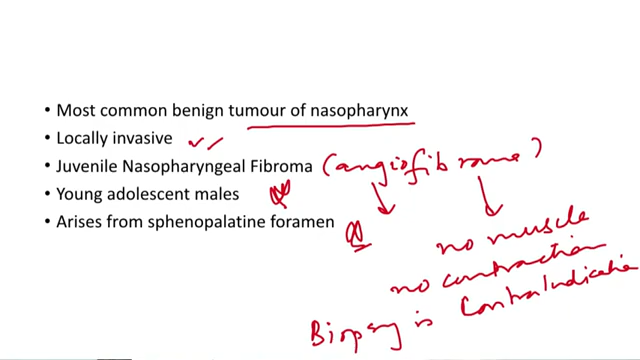 • Most common benign tumour of nasopharynx
• Locally invasive
• Juvenile Nasopharyngeal Fibroma (angiofibroma)
• Young adolescent males
• Arises from sphenopalatine foramen
no muscle
no contraction
Biopsy is Contraindicatio